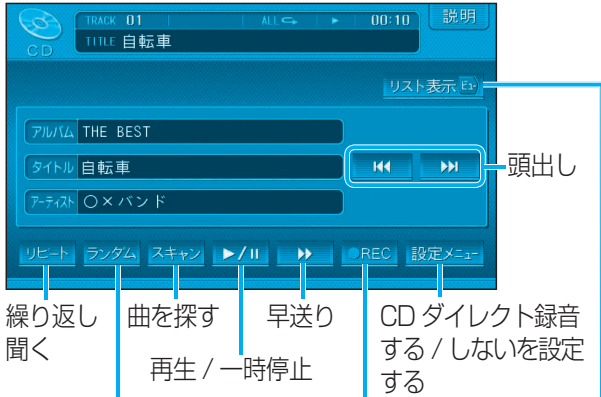 TRACK 01 ALL 00:10 説明
CD
TITLE 自転車
リスト表示 ビュー
アルバム THE BEST
タイトル 自転車
アーティスト ○×バンド
頭出し
リピート ランダム スキャン ▶/II ▶▶ ●REC 設定メニュー
繰り返し
聞く
曲を探す
早送り
再生 / 一時停止
CD ダイレクト録音
する / しないを設定
する